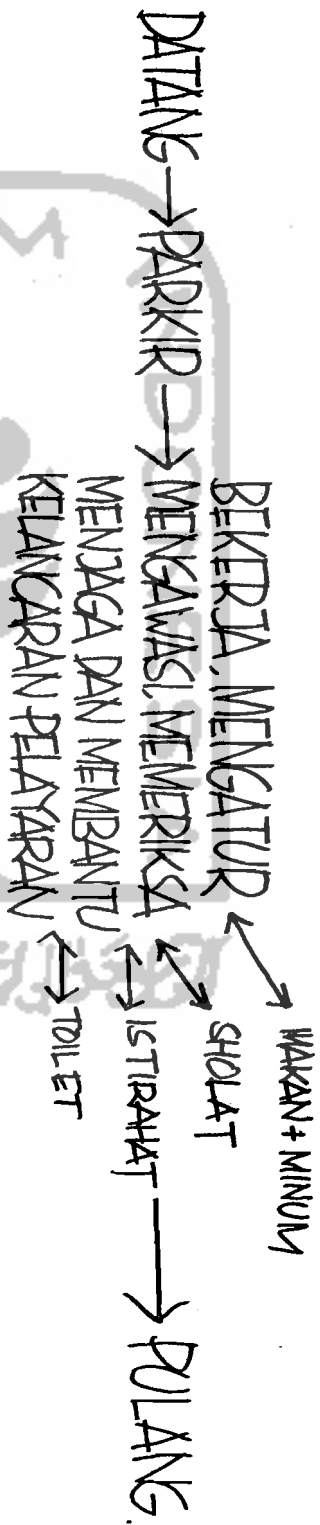 DATANG → PARKIR →
BEKERJA, MENGATUR
MENGAWASI, MEMERIKSA
MENJAGA DAN MEMBANTU
KELANCARAN PELAYARAN
MAKAN + MINUM
SHOLAT
ISTIRAHAT
TOILET
→ PULANG.